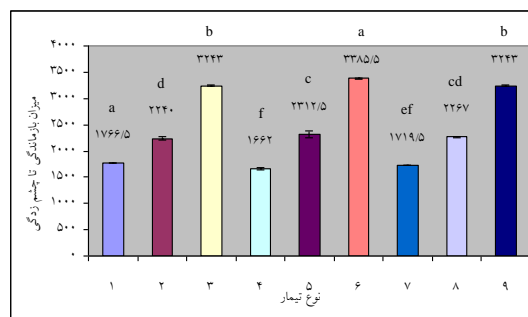 b a b
۳۲۴۳ ۳۳۸۵/۵ ۳۲۴۳
d c cd
۲۲۴۰ ۲۳۱۲/۵ ۲۲۶۷
a f ef
۱۷۶۶/۵ ۱۶۶۲ ۱۷۱۹/۵
میزان بازماندگی تا چشم زدگی
۴۰۰۰
۳۵۰۰
۳۰۰۰
۲۵۰۰
۲۰۰۰
۱۵۰۰
۱۰۰۰
۵۰۰
۰
۱ ۲ ۳ ۴ ۵ ۶ ۷ ۸ ۹
نوع تیمار